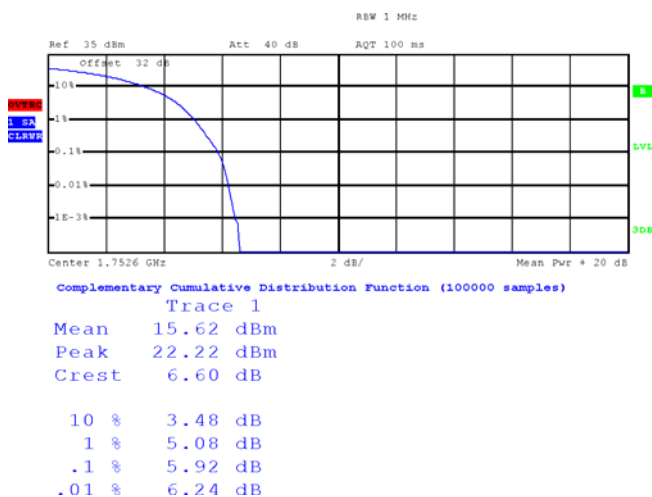 RBW 1 MHz
Ref 35 dBm Att 40 dB AQT 100 ms
Offset 32 dB
10%
OVTRC
1 SA
CLRWR
1%
0.1%
0.01%
1E-3%
LVL
3DB
Center 1.7526 GHz 2 dB/ Mean Pwr + 20 dB
Complementary Cumulative Distribution Function (100000 samples)
Trace 1
Mean 15.62 dBm
Peak 22.22 dBm
Crest 6.60 dB
10 % 3.48 dB
1 % 5.08 dB
.1 % 5.92 dB
.01 % 6.24 dB